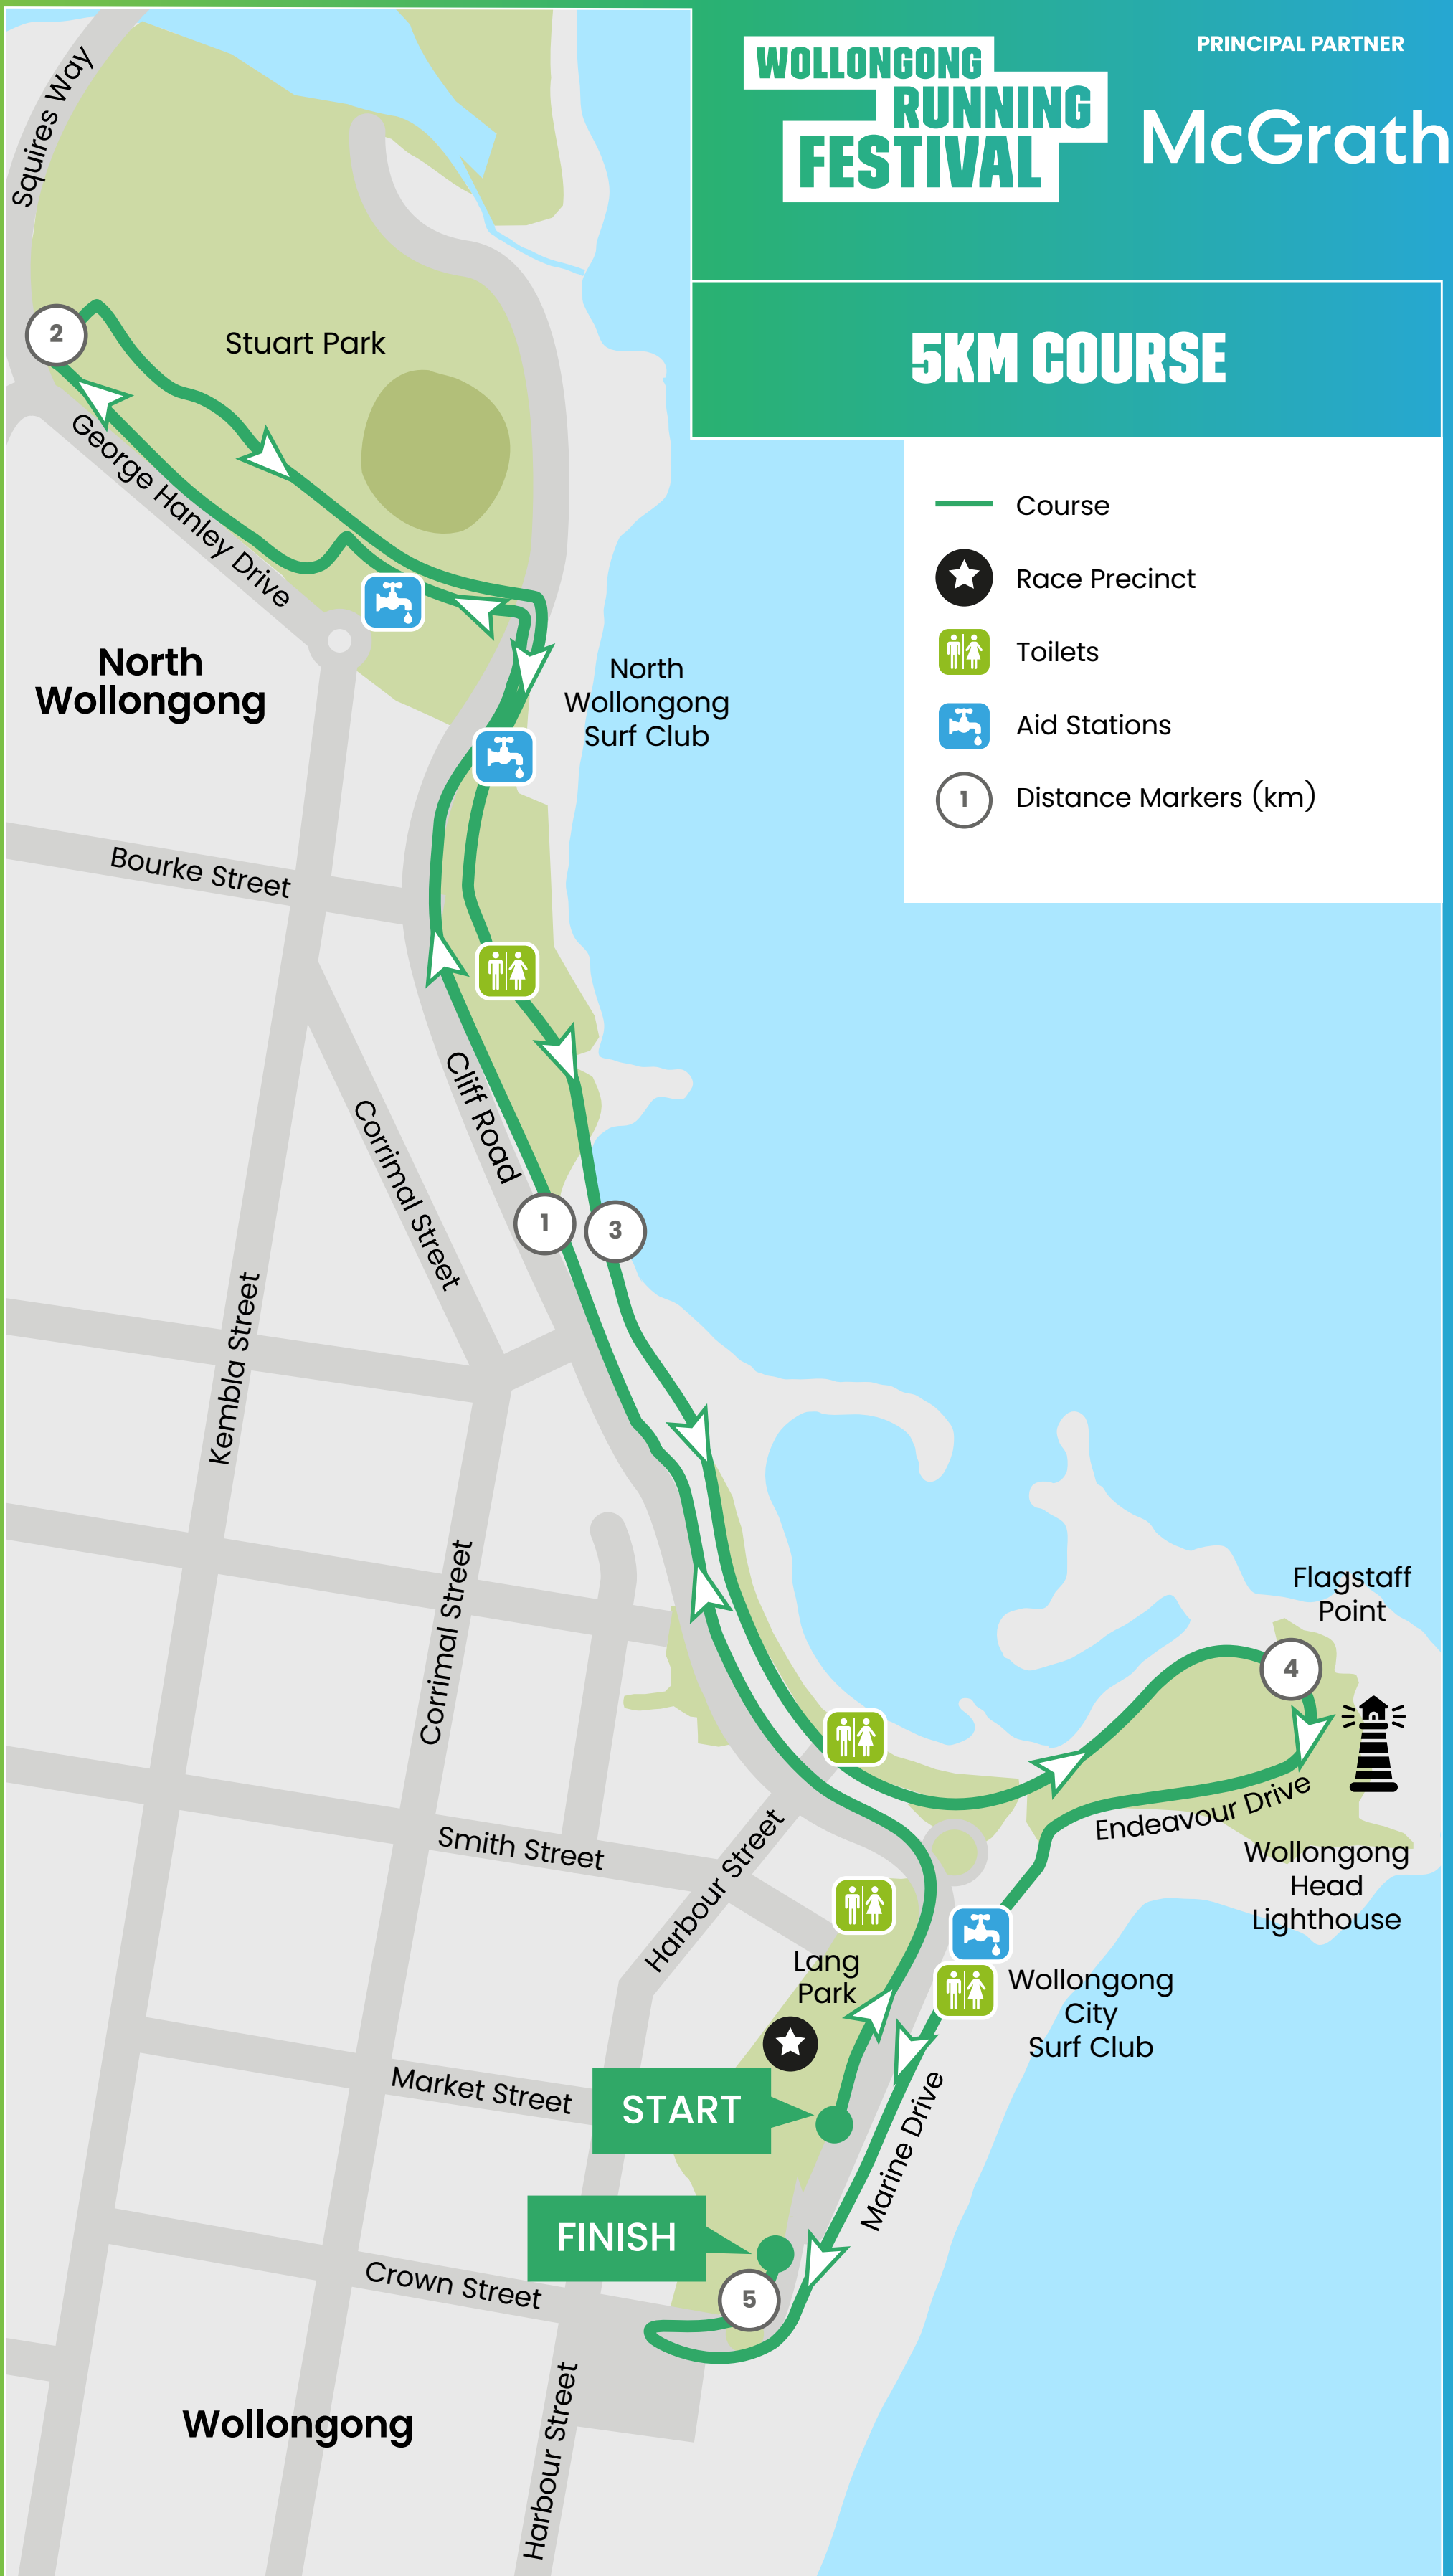 WOLLONGONG
RUNNING
FESTIVAL
PRINCIPAL PARTNER
McGrath
5KM COURSE
Course
Race Precinct
Toilets
Aid Stations
1
Distance Markers (km)
Squires Way
2
Stuart Park
George Hanley Drive
North
Wollongong
North
Wollongong
Surf Club
Bourke Street
Cliff Road
Corrimal Street
1
3
Kembla Street
Corrimal Street
Flagstaff
Point
4
Endeavour Drive
Wollongong
Head
Lighthouse
Smith Street
Harbour Street
Lang
Park
Wollongong
City
Surf Club
Market Street
START
Marine Drive
FINISH
Crown Street
5
Wollongong
Harbour Street